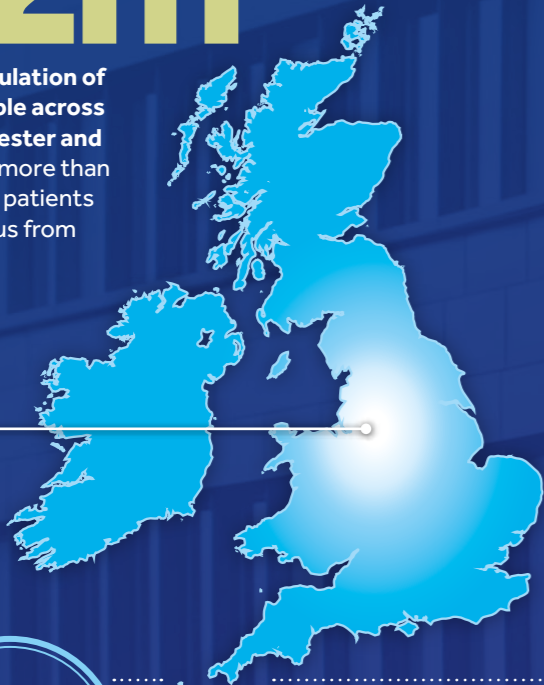 ulation of
ple across
ester and
more than
patients
us from